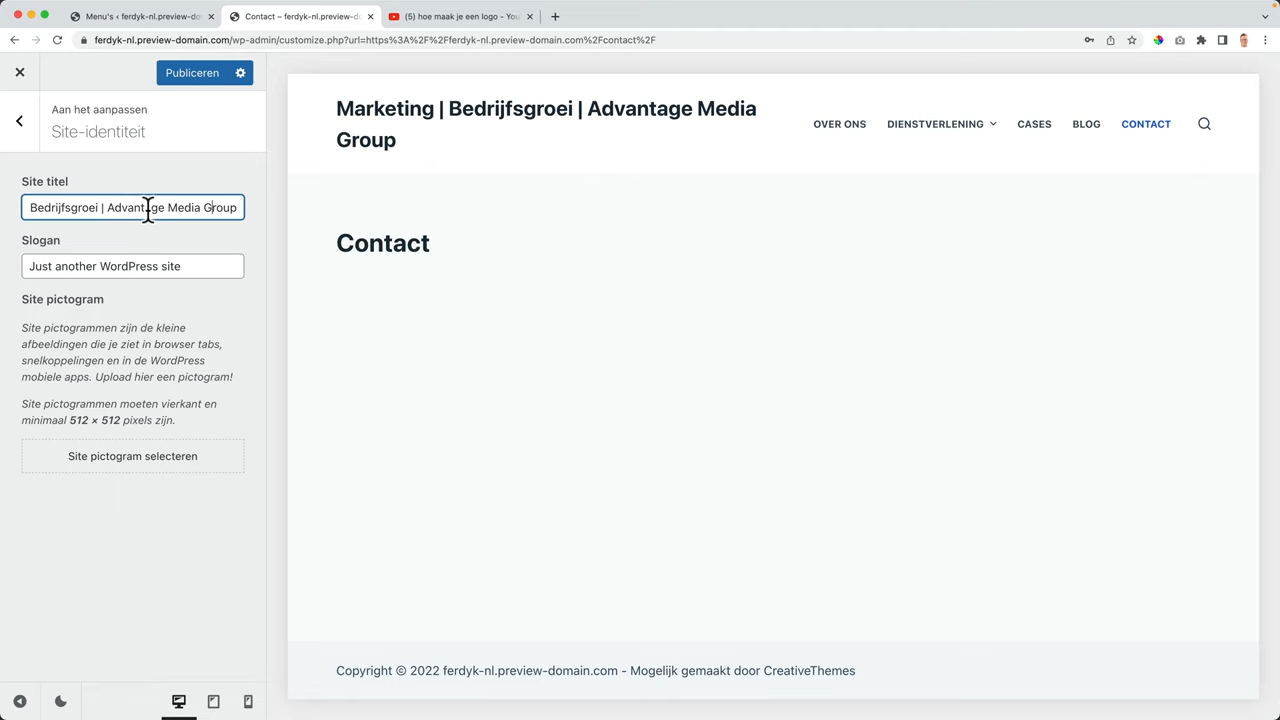 Menu's ‹ ferdyk-nl.preview-do
Contact – ferdyk-nl.preview-d
(5) hoe maak je een logo - You
ferdyk-nl.preview-domain.com/wp-admin/customize.php?url=https%3A%2F%2Fferdyk-nl.preview-domain.com%2Fcontact%2F
Publiceren
Aan het aanpassen
Site-identiteit
Site titel
Bedrijfsgroei | Advantage Media Group
Slogan
Just another WordPress site
Site pictogram
Site pictogrammen zijn de kleine
afbeeldingen die je ziet in browser tabs,
snelkoppelingen en in de WordPress
mobiele apps. Upload hier een pictogram!
Site pictogrammen moeten vierkant en
minimaal 512 × 512 pixels zijn.
Site pictogram selecteren
Marketing | Bedrijfsgroei | Advantage Media
Group
OVER ONS
DIENSTVERLENING
CASES
BLOG
CONTACT
Contact
Copyright © 2022 ferdyk-nl.preview-domain.com - Mogelijk gemaakt door CreativeThemes